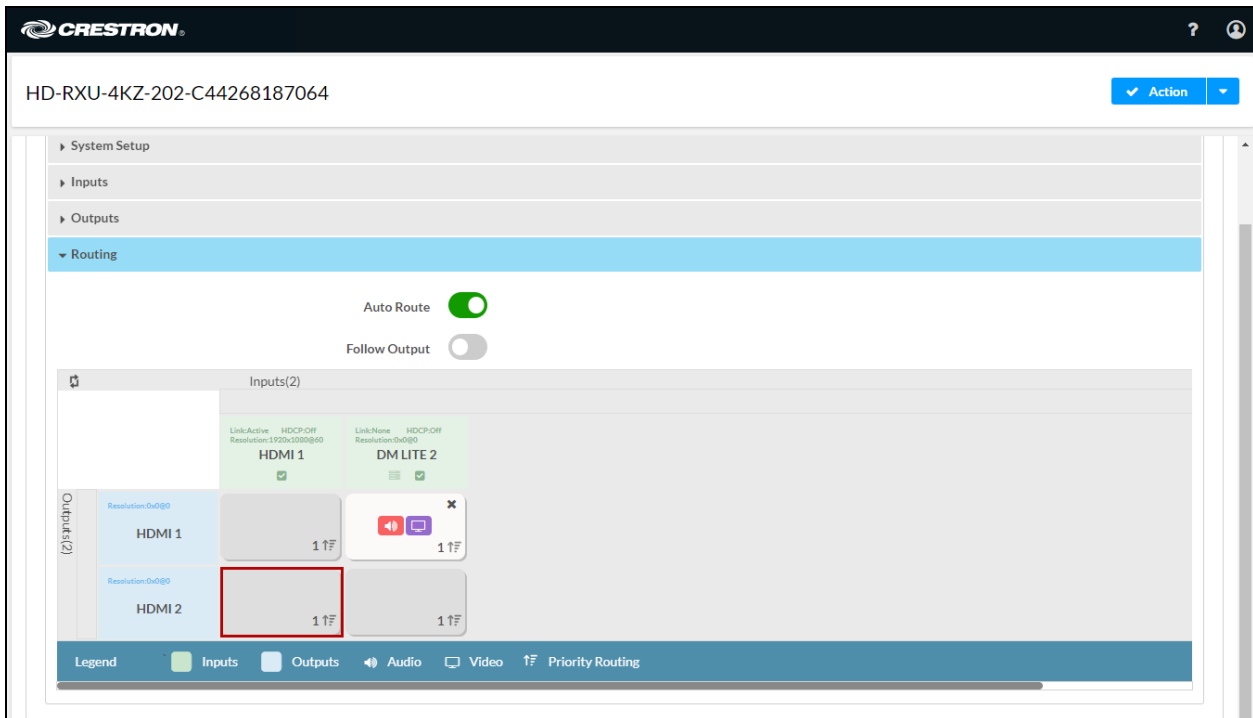 CRESTRON®
?
HD-RXU-4KZ-202-C44268187064
Action
System Setup
Inputs
Outputs
Routing
Auto Route
Follow Output
Inputs(2)
Link:Active HDCP:Off
Resolution:1920x1080@60
HDMI 1
Link:None HDCP:Off
Resolution:0x0@0
DM LITE 2
Outputs(2)
Resolution:0x0@0
HDMI 1
1
1
Resolution:0x0@0
HDMI 2
1
1
Legend Inputs Outputs Audio Video Priority Routing